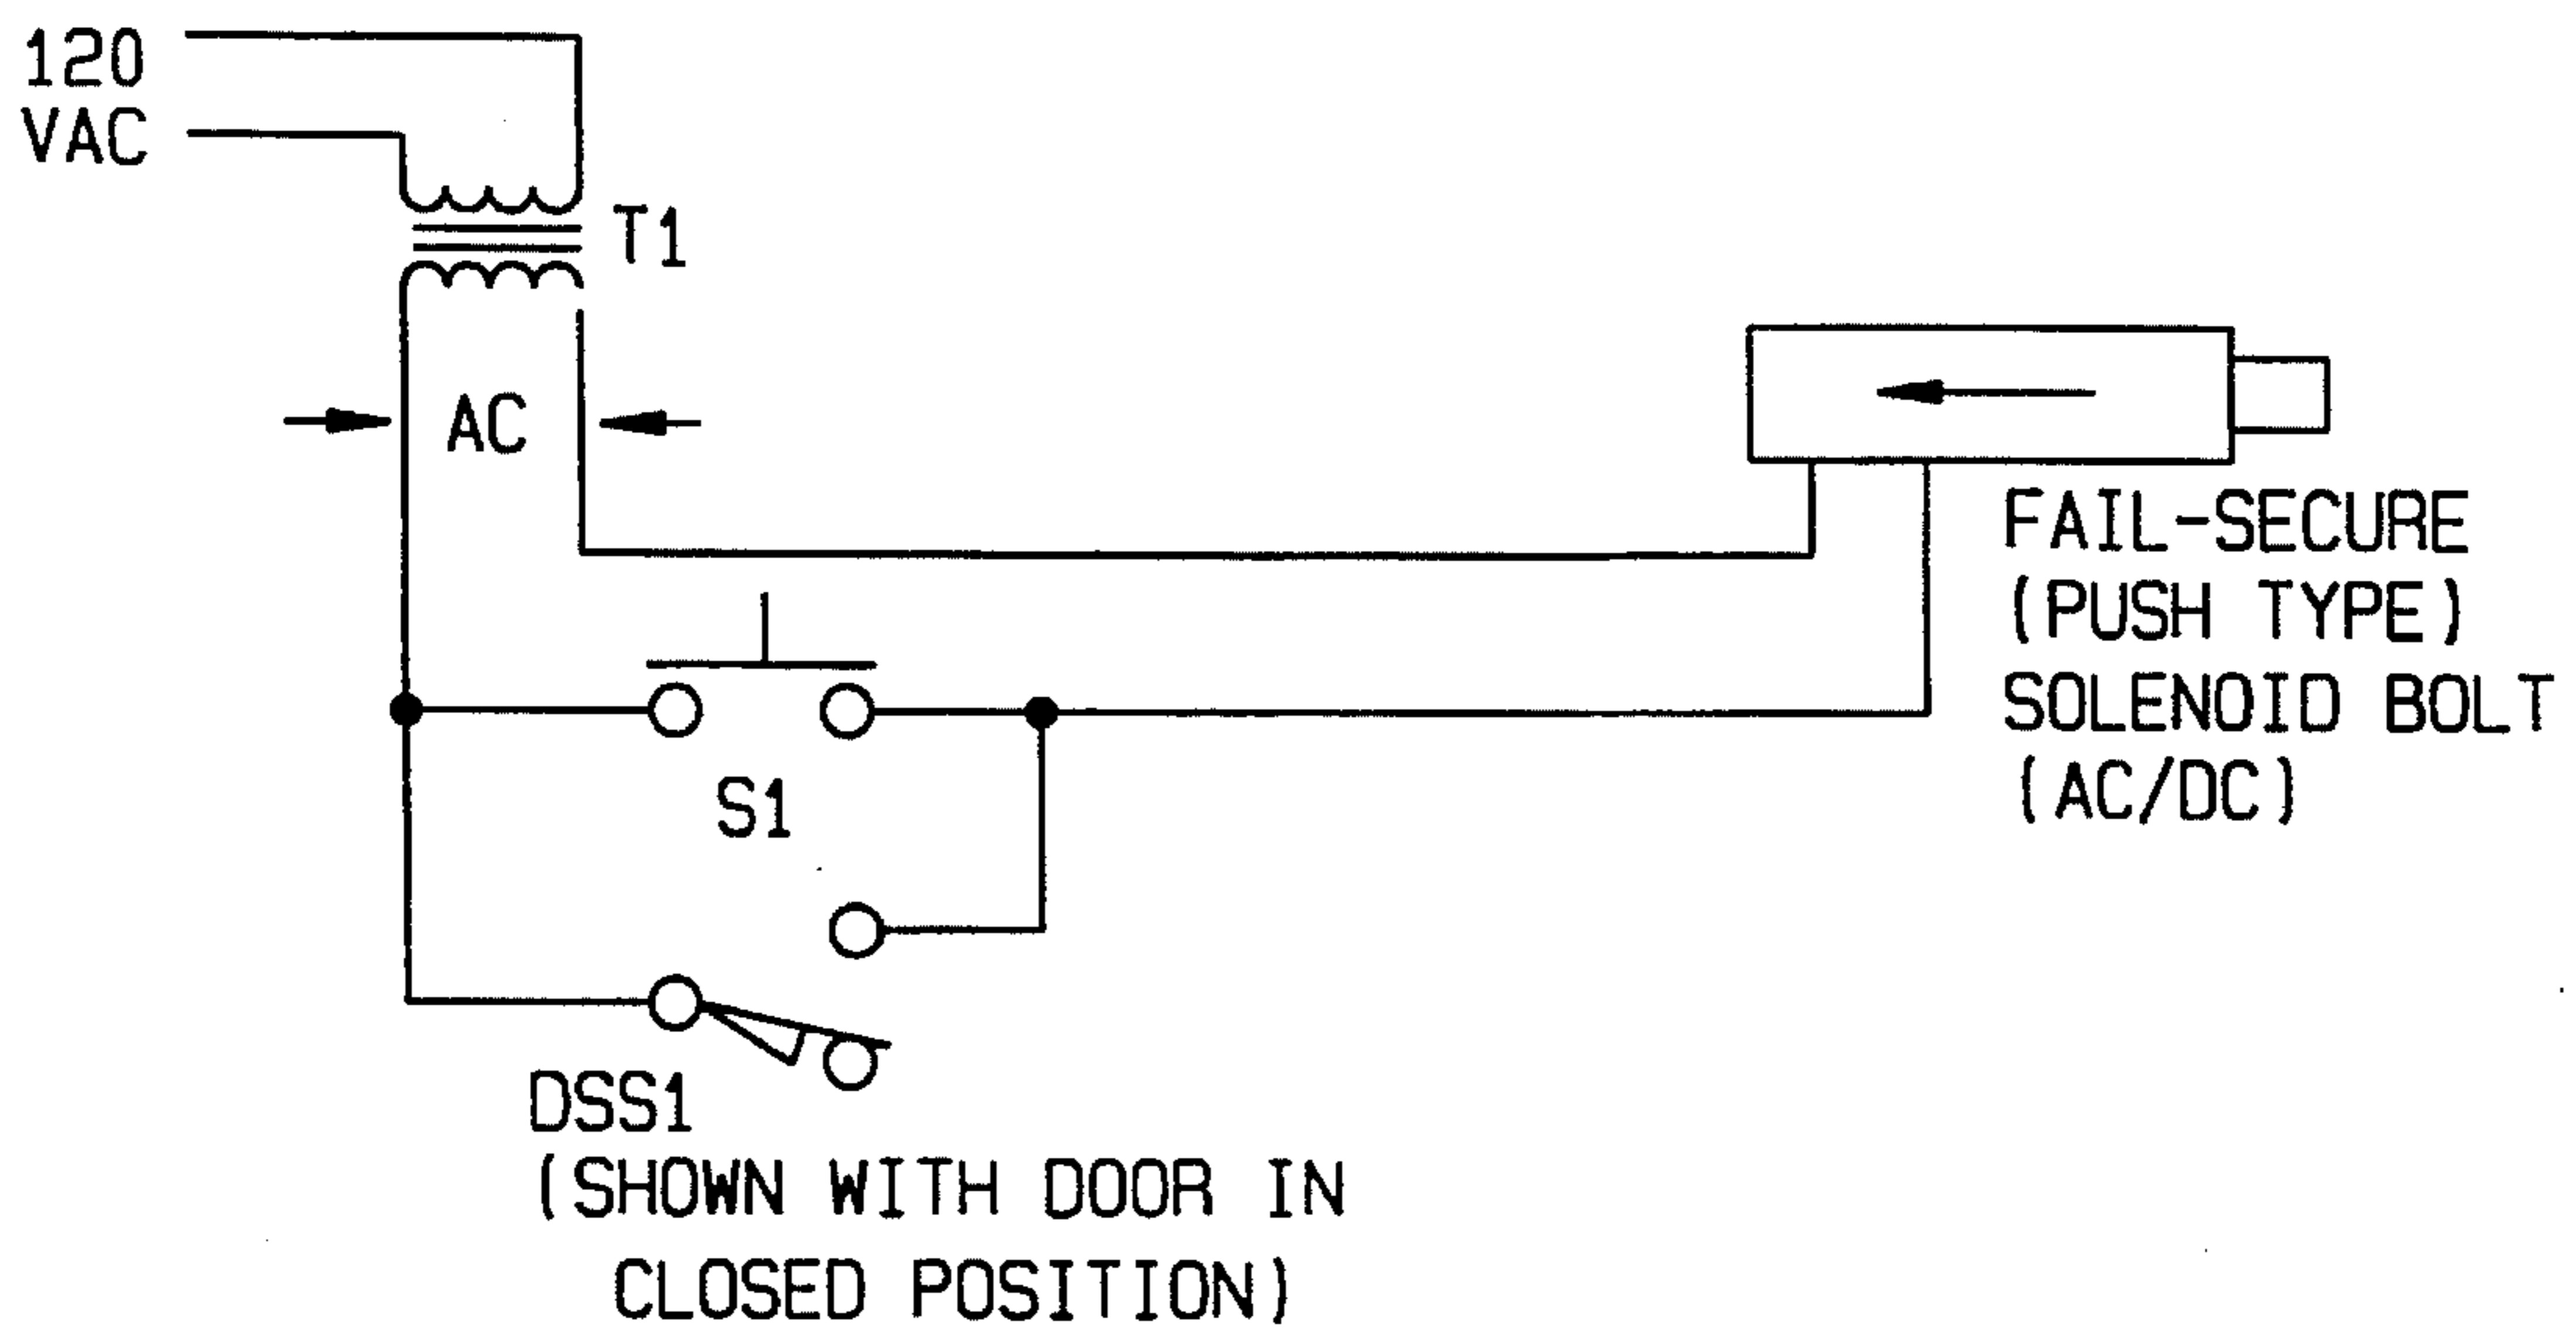 120
VAC
T1
AC
FAIL-SECURE
(PUSH TYPE)
SOLENOID BOLT
(AC/DC)
S1
DSS1
(SHOWN WITH DOOR IN
CLOSED POSITION)